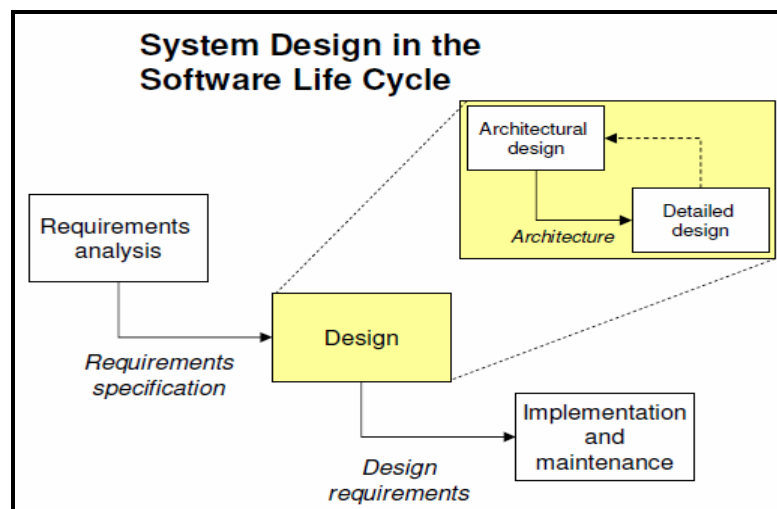 System Design in the
Software Life Cycle
Architectural
design
Detailed
design
Architecture
Requirements
analysis
Requirements
specification
Design
Implementation
and
maintenance
Design
requirements